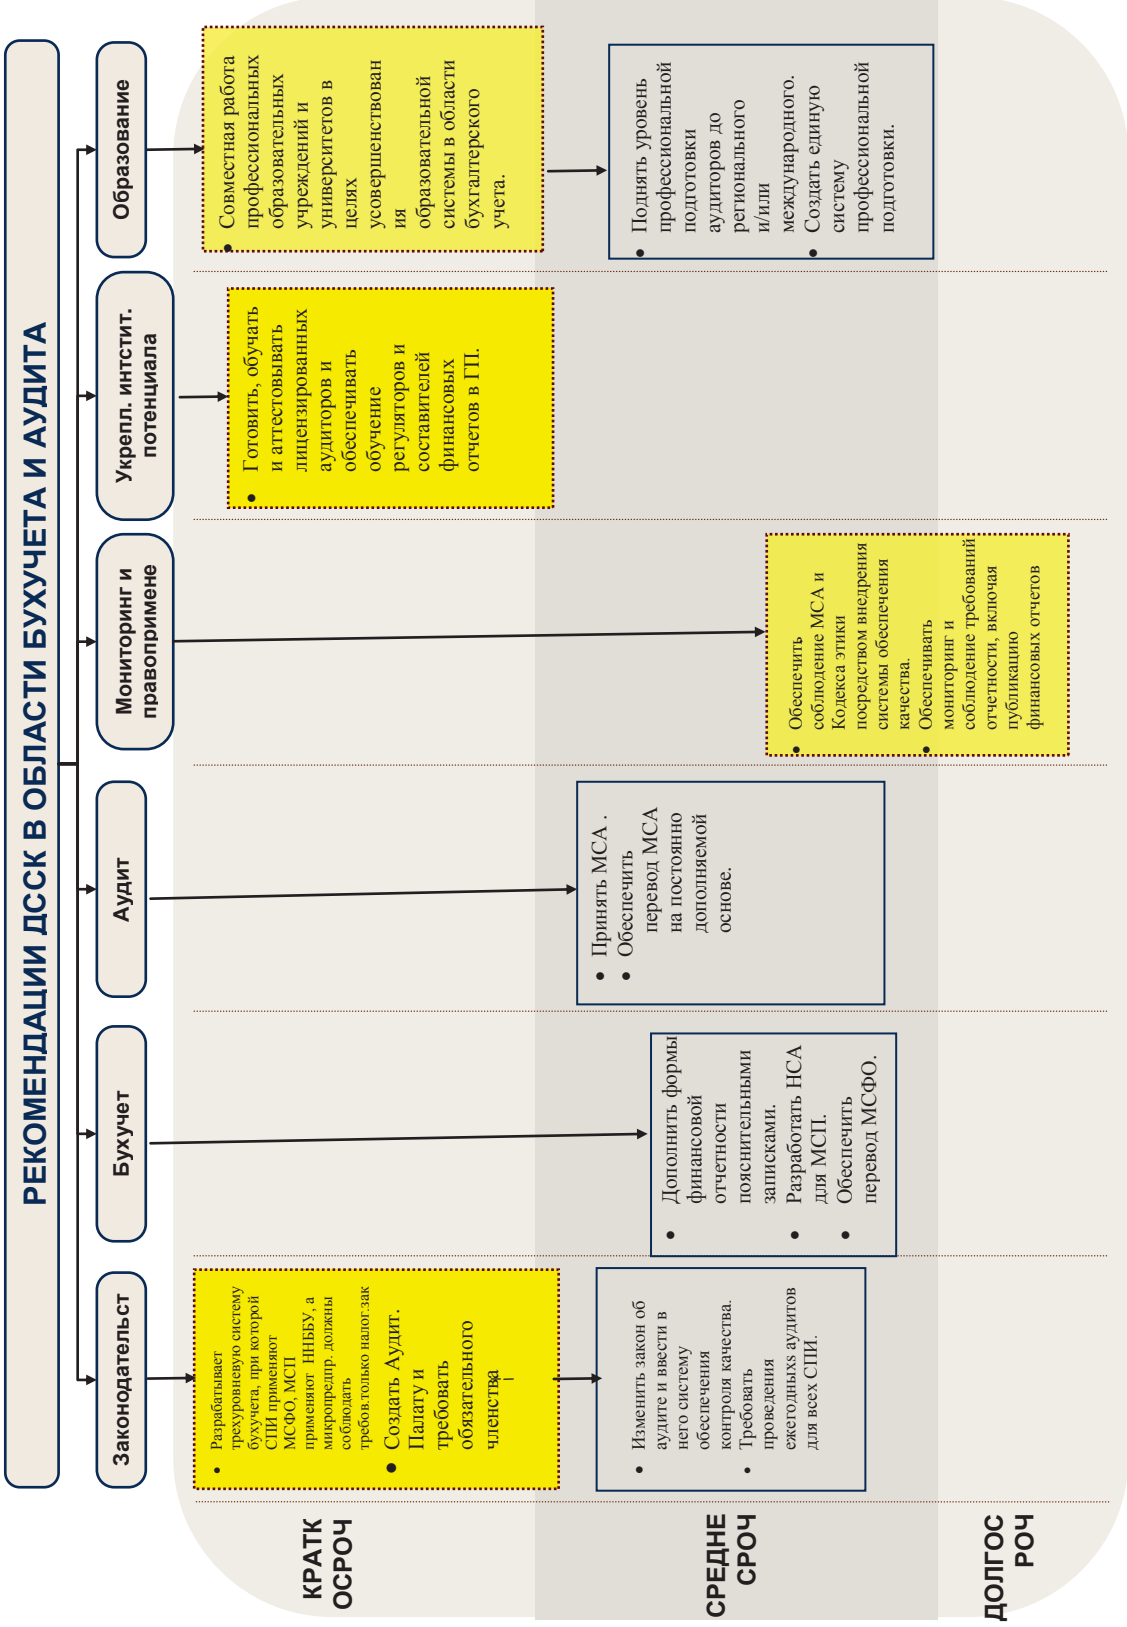 РЕКОМЕНДАЦИИ ДССК В ОБЛАСТИ БУХУЧЕТА И АУДИТА
Законодательст
Бухучет
Аудит
Мониторинг и
правопримене
Укрепл. интстит.
потенциала
Образование
КРАТК
ОСРОЧ
• Разрабатывает
трехуровневую систему
бухучета, при которой
СПИ применяют
МСФО, МСП
применяют ННББУ, а
микропредпр. должны
соблюдать
требов.только налог.зак
• Создать Аудит.
Палату и
требовать
обязательного
членства
• Готовить, обучать
и аттестовывать
лицензированных
аудиторов и
обеспечивать
обучение
регуляторов и
составителей
финансовых
отчетов в ГП.
• Совместная работа
профессиональных
образовательных
учреждений и
университетов в
целях
усовершенствован
ия
образовательной
системы в области
бухгалтерского
учета.
СРЕДНЕ
СРОЧ
• Изменить закон об
аудите и ввести в
него систему
обеспечения
контроля качества.
• Требовать
проведения
ежегодныхs аудитов
для всех СПИ.
• Дополнить формы
финансовой
отчетности
пояснительными
записками.
• Разработать НСА
для МСП.
• Обеспечить
перевод МСФО.
• Принять МСА .
• Обеспечить
перевод МСА
на постоянно
дополняемой
основе.
• Обеспечить
соблюдение МСА и
Кодекса этики
посредством внедрения
системы обеспечения
качества.
• Обеспечивать
мониторинг и
соблюдение требований
отчетности, включая
публикацию
финансовых отчетов
• Поднять уровень
профессиональной
подготовки
аудиторов до
регионального
и/или
международного.
• Создать единую
систему
профессиональной
подготовки.
ДОЛГОС
РОЧ